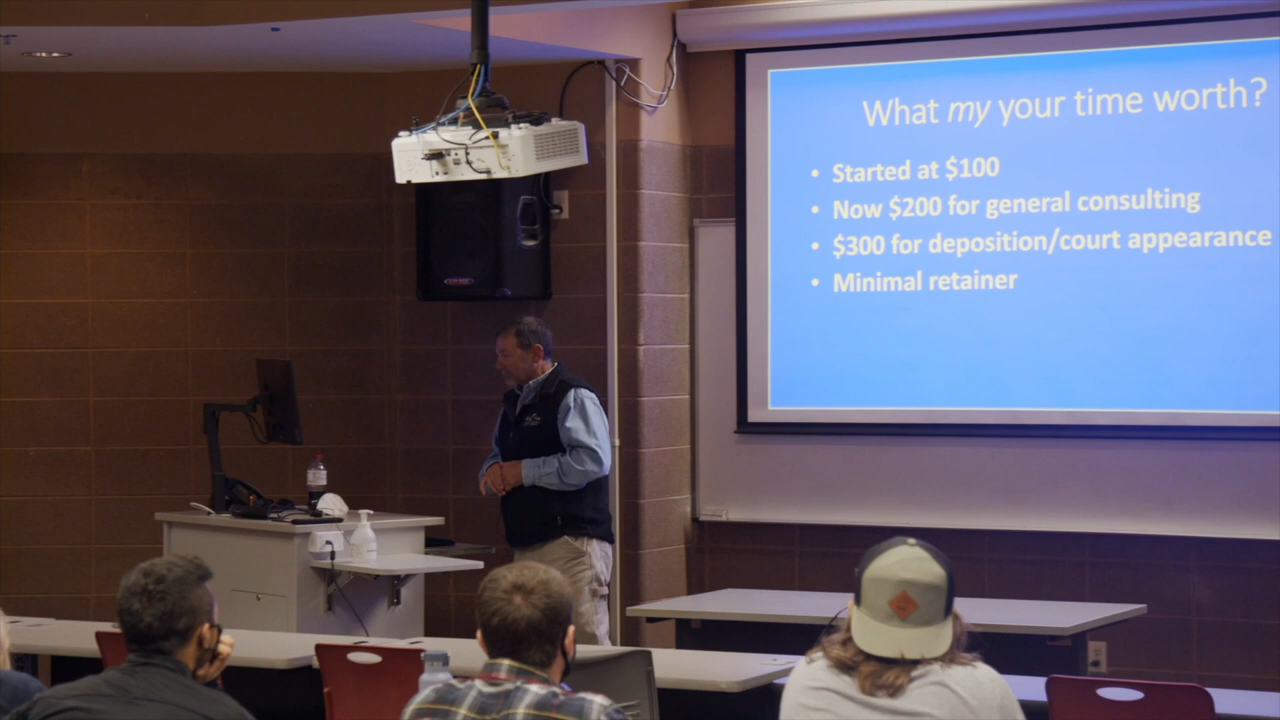 What my your time worth?
• Started at $100
• Now $200 for general consulting
• $300 for deposition/court appearance
• Minimal retainer